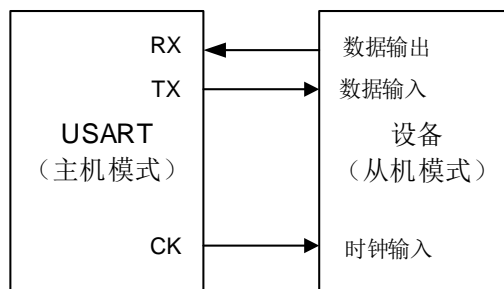 RX
数据输出
TX
数据输入
USART
（主机模式）
设备
（从机模式）
CK
时钟输入